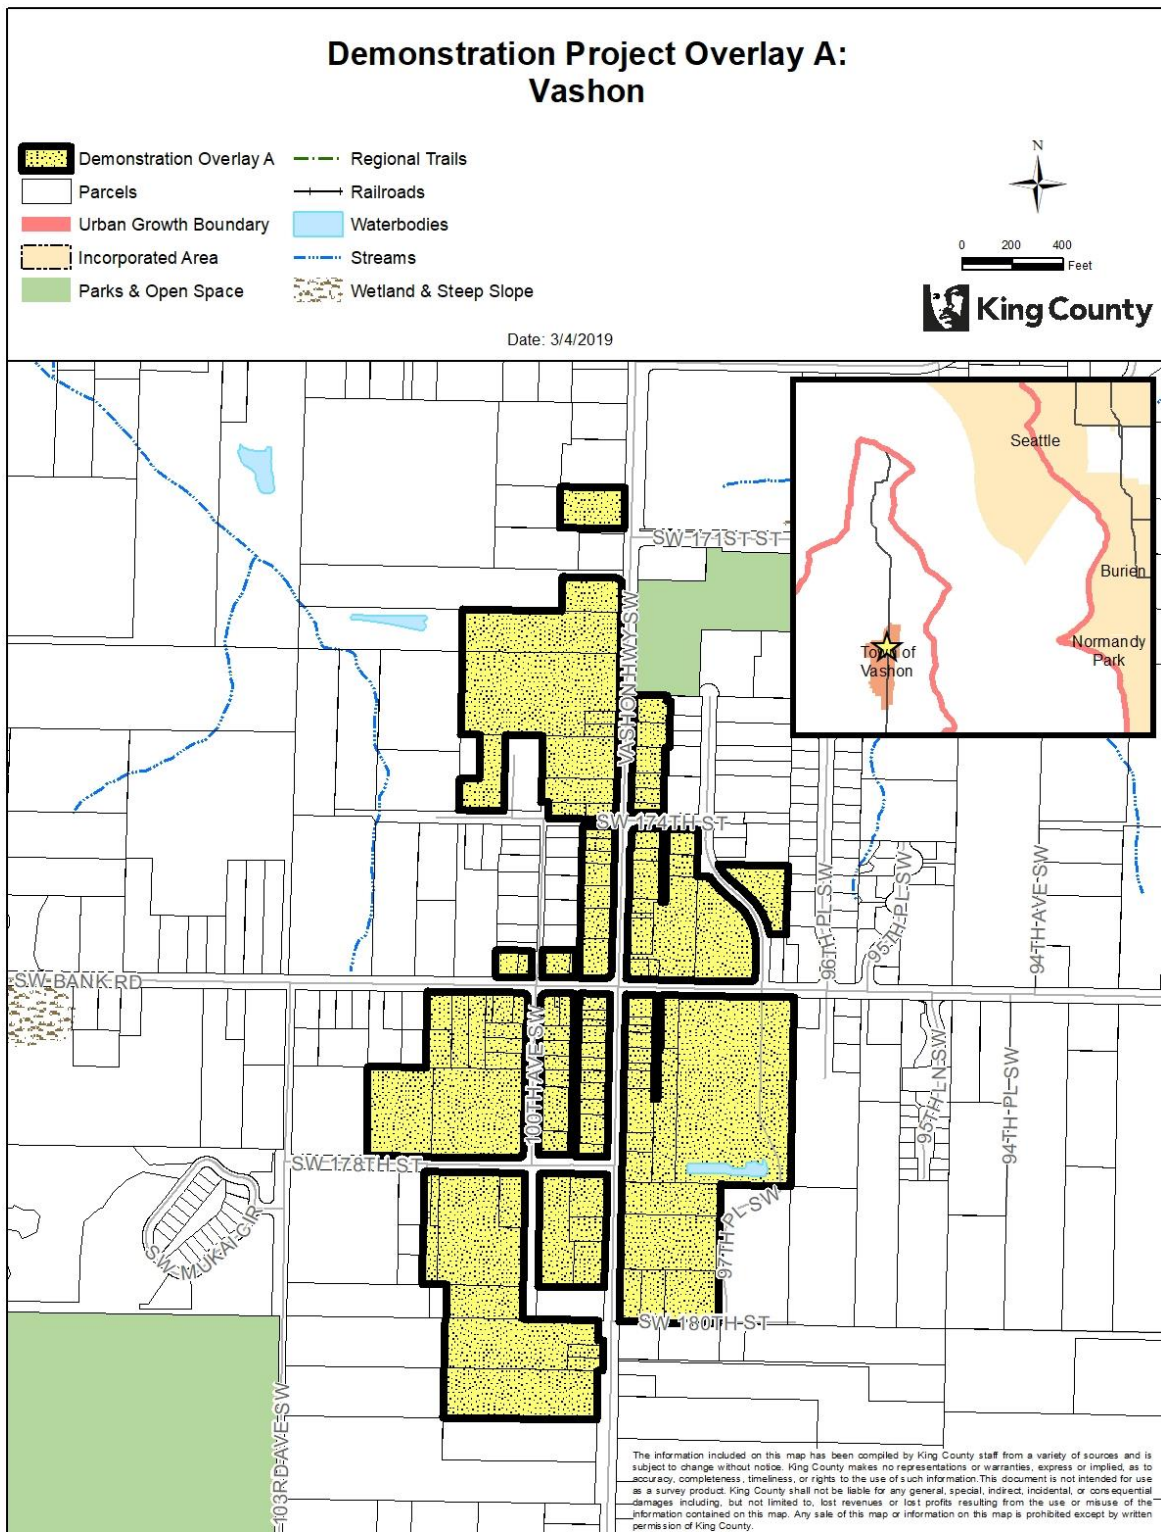 Demonstration Project Overlay A:
Vashon
Demonstration Overlay A
Regional Trails
Parcels
Railroads
Urban Growth Boundary
Waterbodies
Incorporated Area
Streams
Parks & Open Space
Wetland & Steep Slope
N
0 200 400
Feet
King County
Date: 3/4/2019
Seattle
Burien
Normandy
Park
Town of
Vashon
SW 171ST ST
VASHON HWY SW
SW 174TH ST
96TH PL SW
95TH PL SW
94TH AVE SW
SW BANK RD
100TH AVE SW
95TH LN SW
94TH PL SW
SW 178TH ST
SW MUKAI CIR
97TH PL SW
SW 180TH ST
103RD AVE SW
The information included on this map has been compiled by King County staff from a variety of sources and is
subject to change without notice. King County makes no representations or warranties, express or implied, as to
accuracy, completeness, timeliness, or rights to the use of such information. This document is not intended for use
as a survey product. King County shall not be liable for any general, special, indirect, incidental, or consequential
damages including, but not limited to, lost revenues or lost profits resulting from the use or misuse of the
information contained on this map. Any sale of this map or information on this map is prohibited except by written
permission of King County.